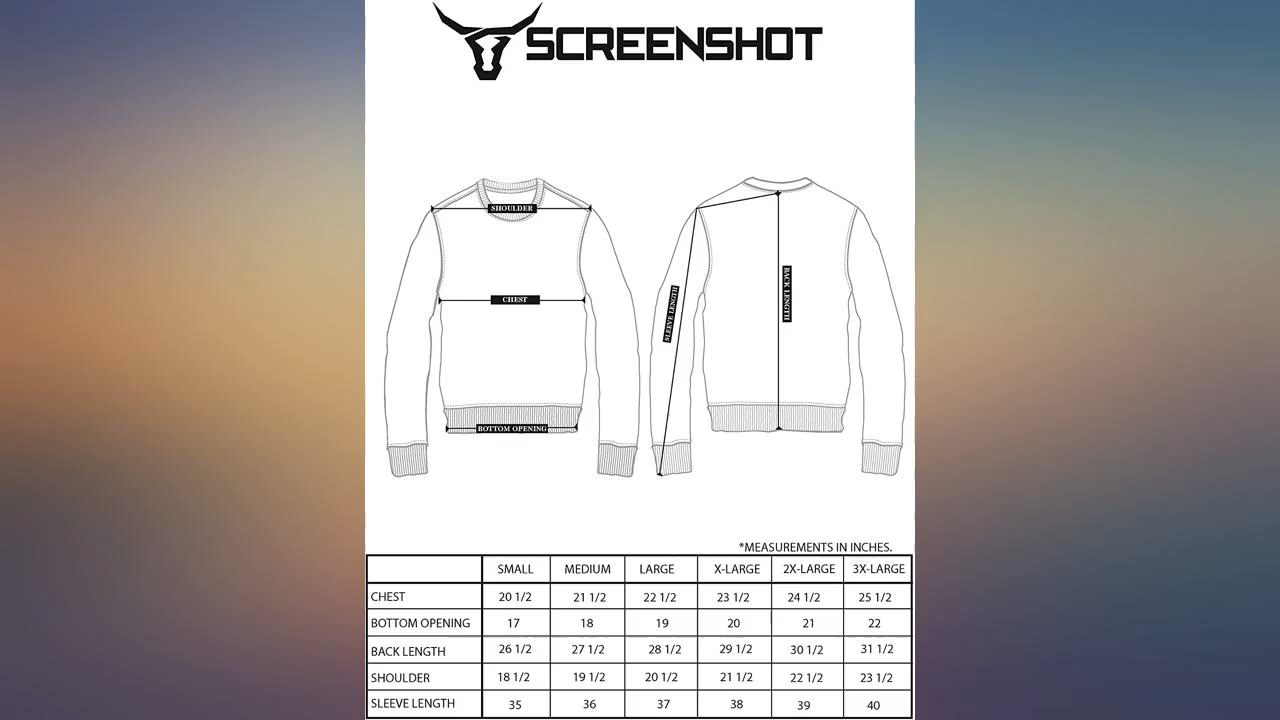 SCREENSHOT
SHOULDER
CHEST
BOTTOM OPENING
SLEEVE LENGTH
BACK LENGTH
*MEASUREMENTS IN INCHES.
SMALL MEDIUM LARGE X-LARGE 2X-LARGE 3X-LARGE
CHEST 20 1/2 21 1/2 22 1/2 23 1/2 24 1/2 25 1/2
BOTTOM OPENING 17 18 19 20 21 22
BACK LENGTH 26 1/2 27 1/2 28 1/2 29 1/2 30 1/2 31 1/2
SHOULDER 18 1/2 19 1/2 20 1/2 21 1/2 22 1/2 23 1/2
SLEEVE LENGTH 35 36 37 38 39 40